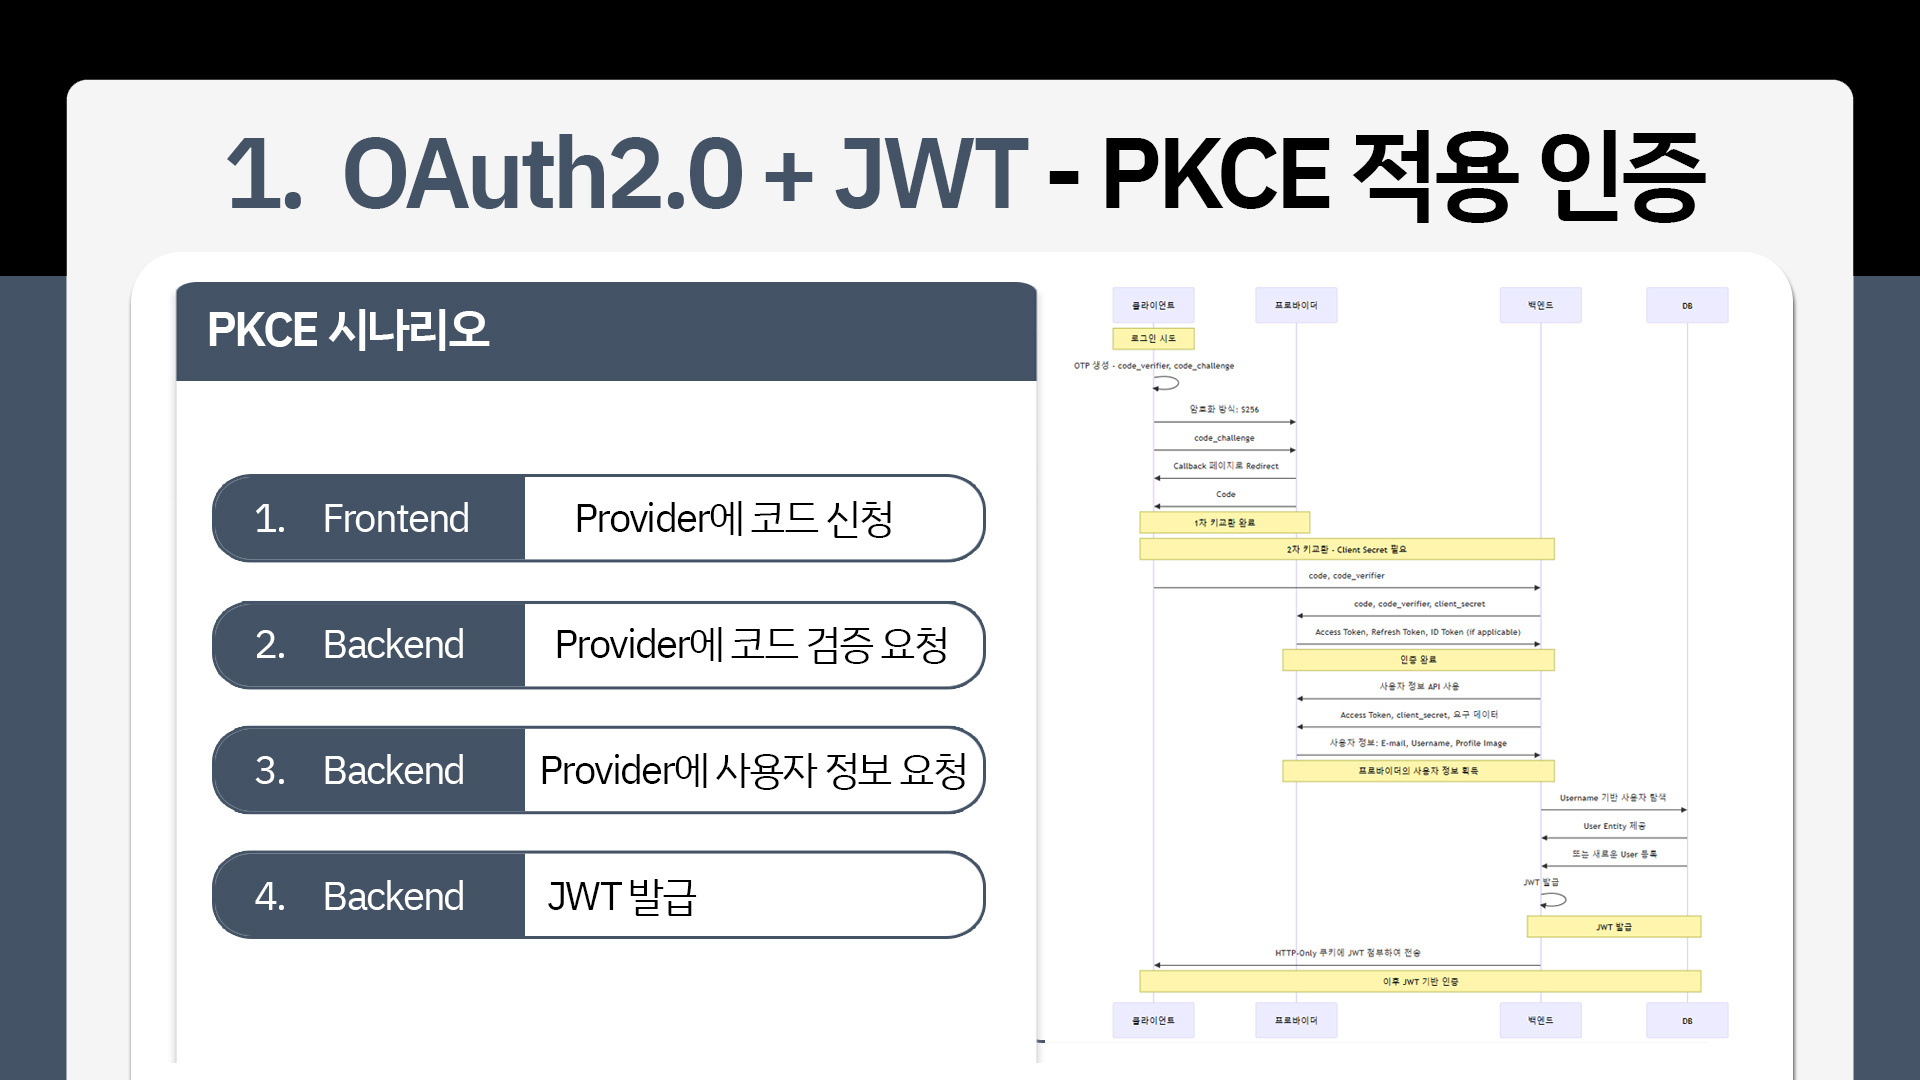 1. OAuth2.0 + JWT - PKCE 적용 인증
PKCE 시나리오
1. Frontend Provider에 코드 신청
2. Backend Provider에 코드 검증 요청
3. Backend Provider에 사용자 정보 요청
4. Backend JWT 발급
클라이언트 프로바이더 백엔드 DB
로그인 시도
OTP 생성 - code_verifier, code_challenge
암호화 방식: S256
code_challenge
Callback 페이지로 Redirect
Code
1차 키교환 완료
2차 키교환 - Client Secret 필요
code, code_verifier
code, code_verifier, client_secret
Access Token, Refresh Token, ID Token (if applicable)
인증 완료
사용자 정보 API 사용
Access Token, client_secret, 요구 데이터
사용자 정보: E-mail, Username, Profile Image
프로바이더의 사용자 정보 획득
Username 기반 사용자 탐색
User Entity 제공
또는 새로운 User 등록
JWT 발급
JWT 발급
HTTP-Only 쿠키에 JWT 첨부하여 전송
이후 JWT 기반 인증
클라이언트 프로바이더 백엔드 DB